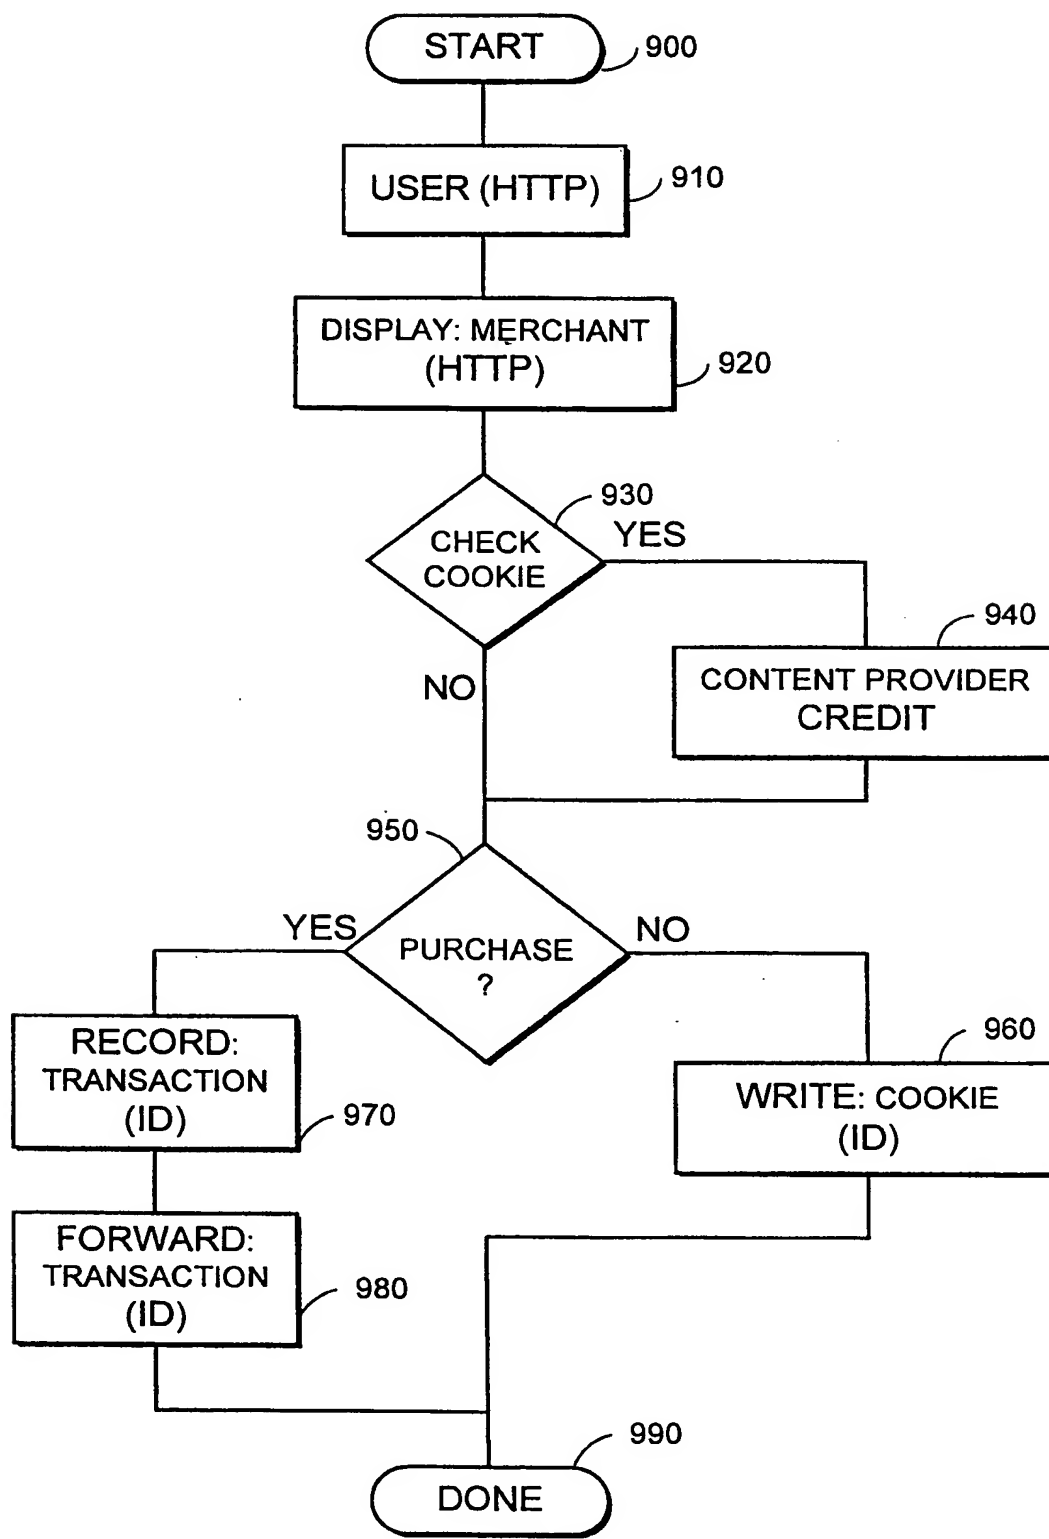 START
900
USER (HTTP)
910
DISPLAY: MERCHANT
(HTTP)
920
930
CHECK
COOKIE
YES
NO
940
CONTENT PROVIDER
CREDIT
950
PURCHASE
?
YES
NO
RECORD:
TRANSACTION
(ID)
970
960
WRITE: COOKIE
(ID)
FORWARD:
TRANSACTION
(ID)
980
990
DONE